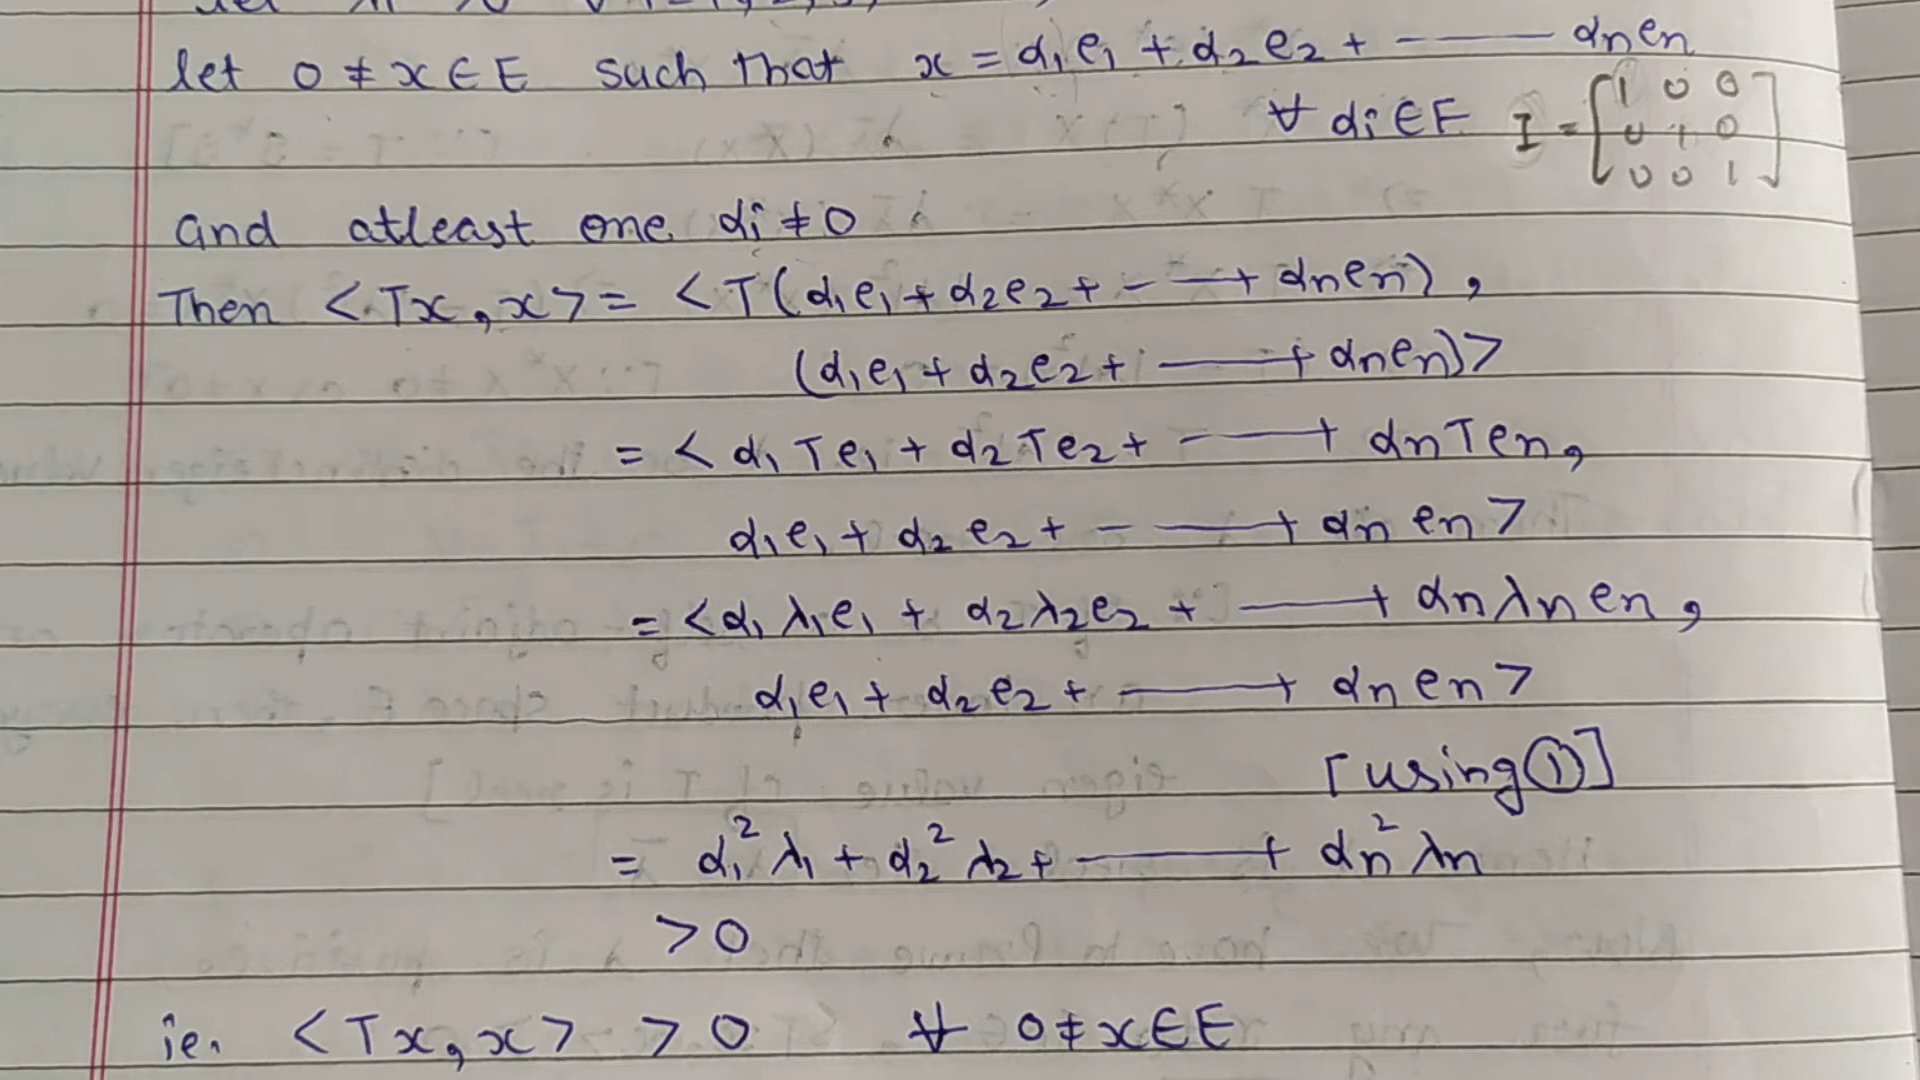 let 0 ≠ x ∈ E such that x = α₁e₁ + α₂e₂ + ---- αnen
∀ αi ∈ F I = [1 0 0
0 1 0
0 0 1]
and atleast one αi ≠ 0
Then <Tx, x> = <T(α₁e₁ + α₂e₂ + ---- + αnen),
(α₁e₁ + α₂e₂ + ---- + αnen)>
= <α₁Te₁ + α₂Te₂ + ---- + αnTen,
α₁e₁ + α₂e₂ + ---- + αnen>
= <α₁λ₁e₁ + α₂λ₂e₂ + ---- + αnλnen,
α₁e₁ + α₂e₂ + ---- + αnen>
[using ①]
= α₁²λ₁ + α₂²λ₂ + ---- + αn²λn
> 0
ie. <Tx, x> > 0 ∀ 0 ≠ x ∈ E